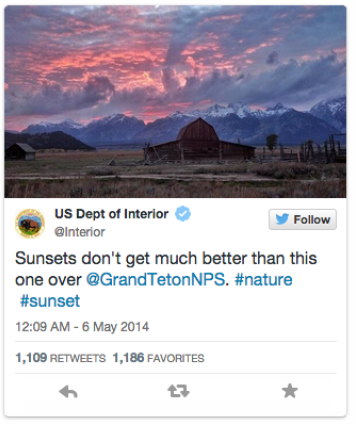 US Dept of Interior
@Interior
Follow
Sunsets don't get much better than this
one over @GrandTetonNPS. #nature
#sunset
12:09 AM - 6 May 2014
1,109 RETWEETS 1,186 FAVORITES